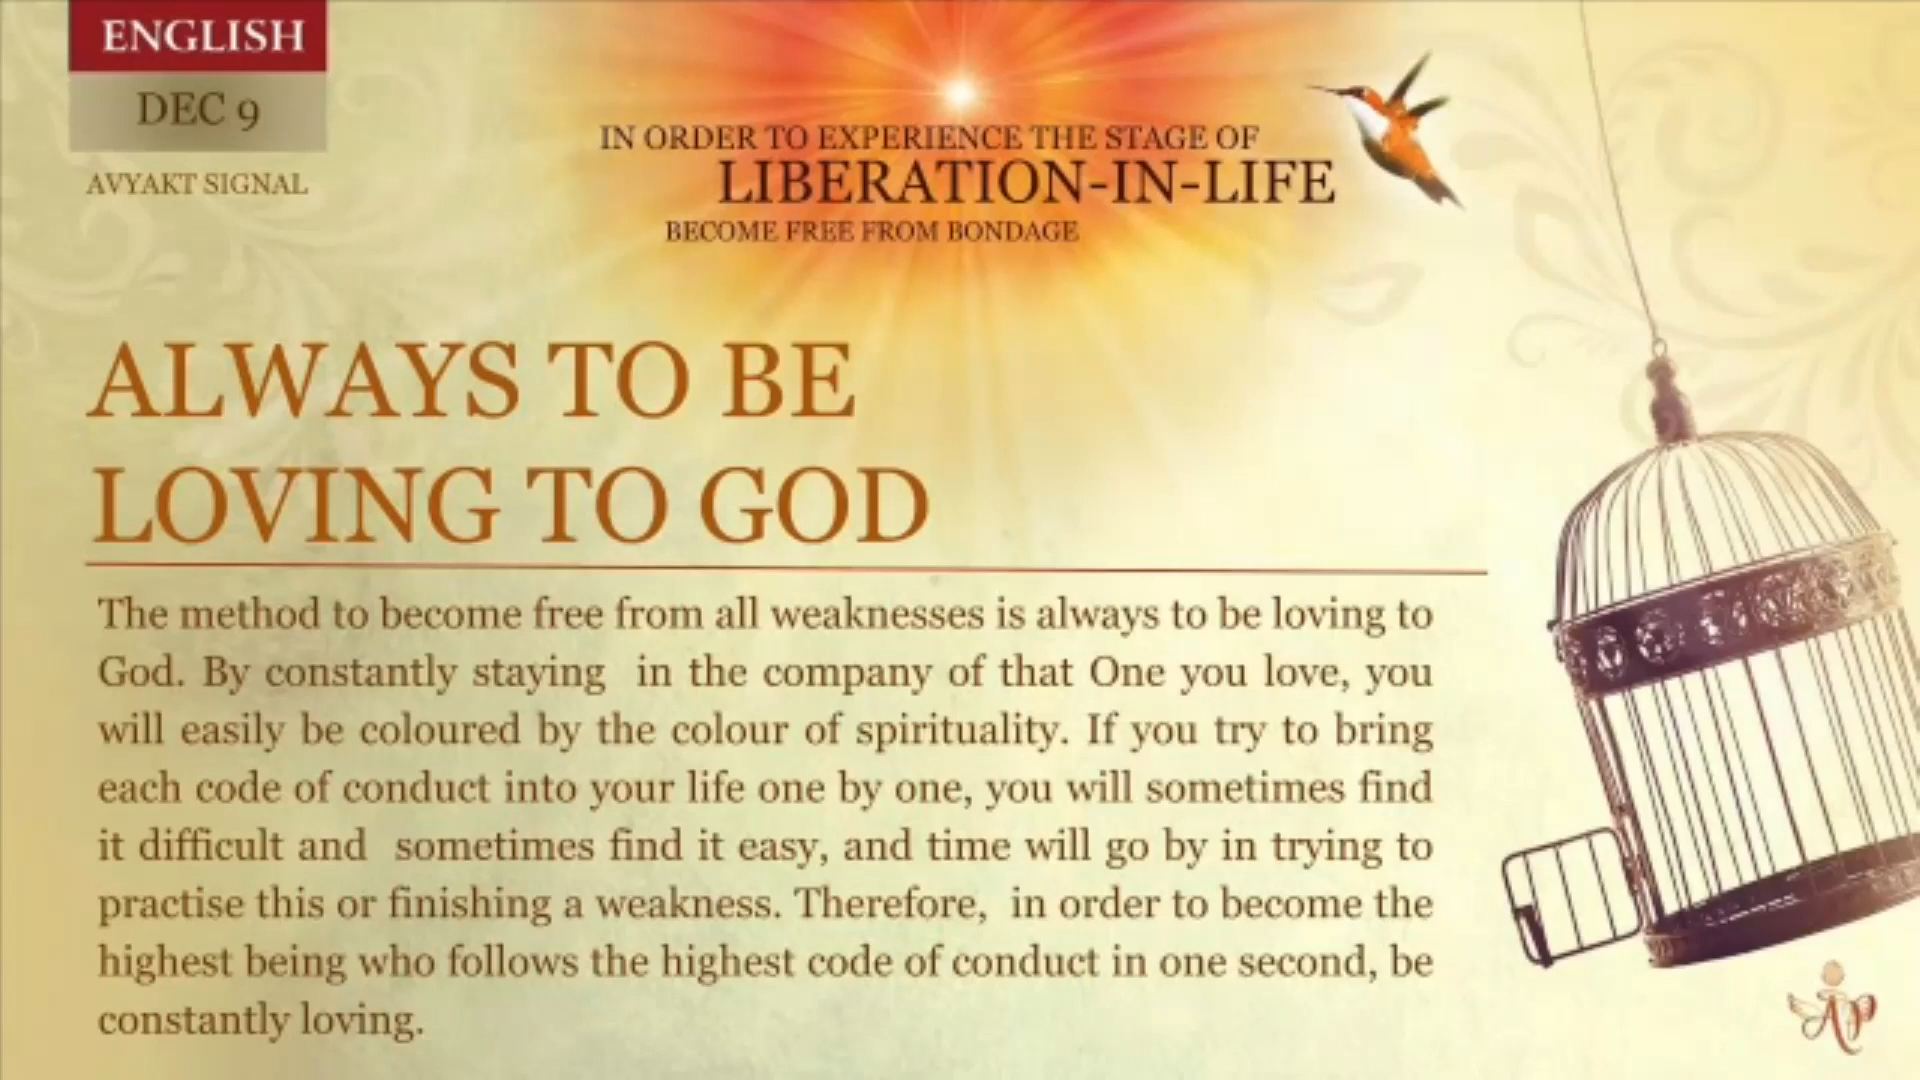 ENGLISH
DEC 9
AVYAKT SIGNAL
IN ORDER TO EXPERIENCE THE STAGE OF
LIBERATION-IN-LIFE
BECOME FREE FROM BONDAGE
ALWAYS TO BE
LOVING TO GOD
The method to become free from all weaknesses is always to be loving to
God. By constantly staying in the company of that One you love, you
will easily be coloured by the colour of spirituality. If you try to bring
each code of conduct into your life one by one, you will sometimes find
it difficult and sometimes find it easy, and time will go by in trying to
practise this or finishing a weakness. Therefore, in order to become the
highest being who follows the highest code of conduct in one second, be
constantly loving.